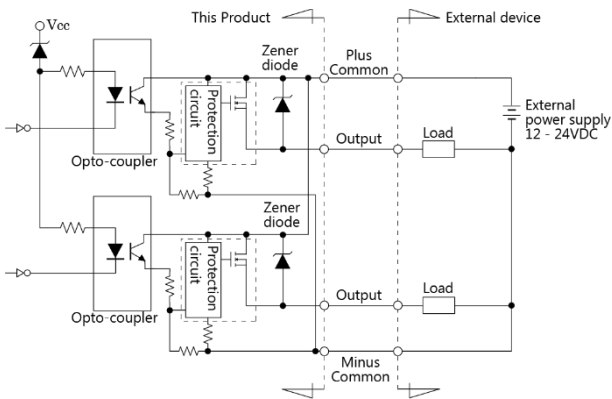 This Product
External device
Vcc
Zener
diode
Plus
Common
Protection
circuit
External
power supply
12 - 24VDC
Output
Load
Opto-coupler
Zener
diode
Protection
circuit
Output
Load
Opto-coupler
Minus
Common